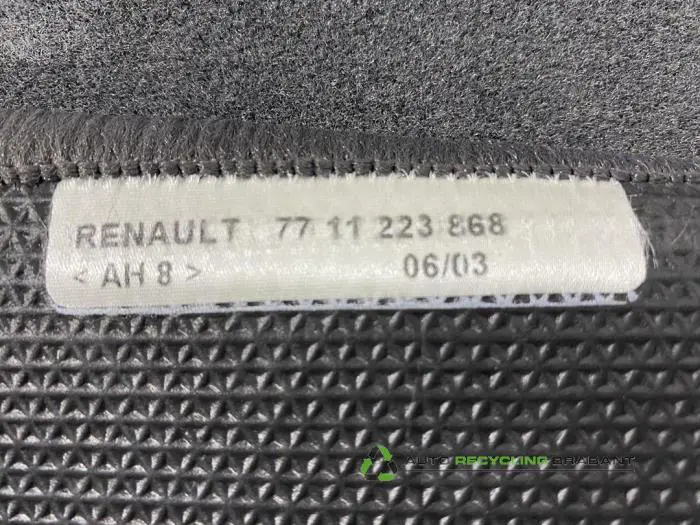 RENAULT 77 11 223 868
< AH 8 > 06/03
AUTO RECYCLING BRABANT